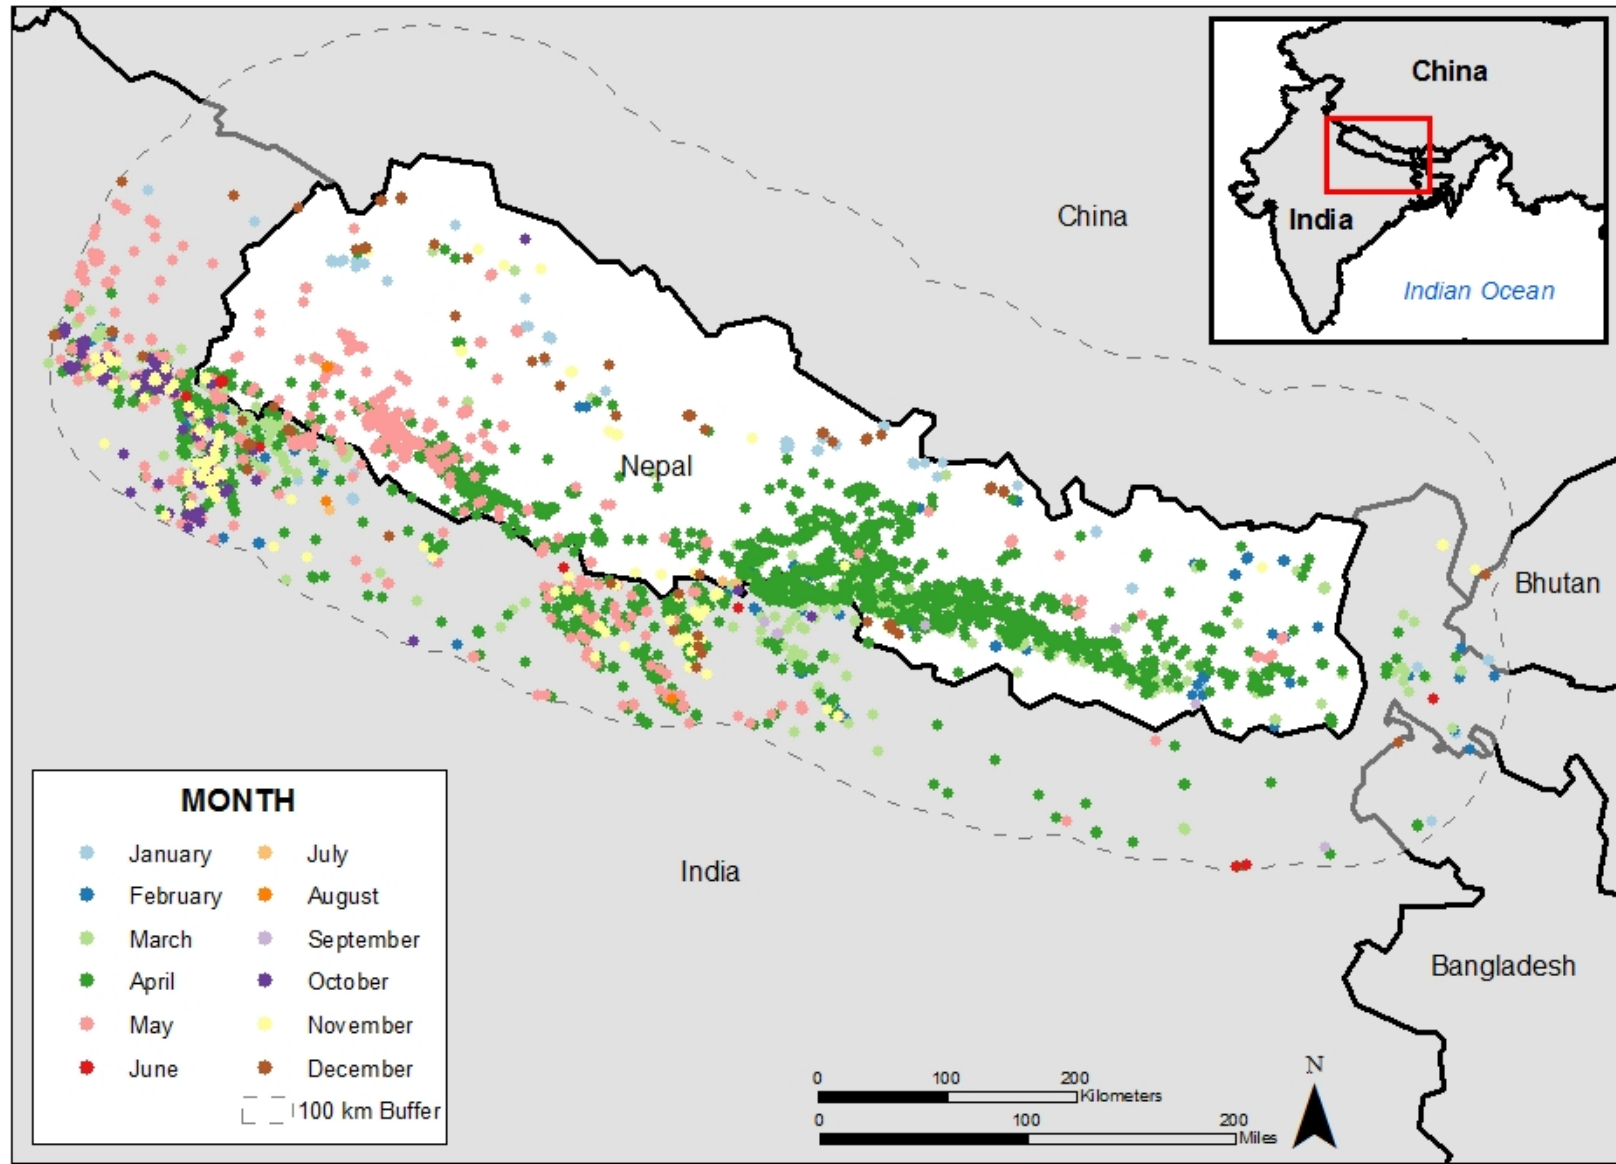 China
India
Indian Ocean
China
Nepal
Bhutan
India
Bangladesh
MONTH
January
July
February
August
March
September
April
October
May
November
June
December
100 km Buffer
N
0 100 200
Kilometers
0 100 200
Miles